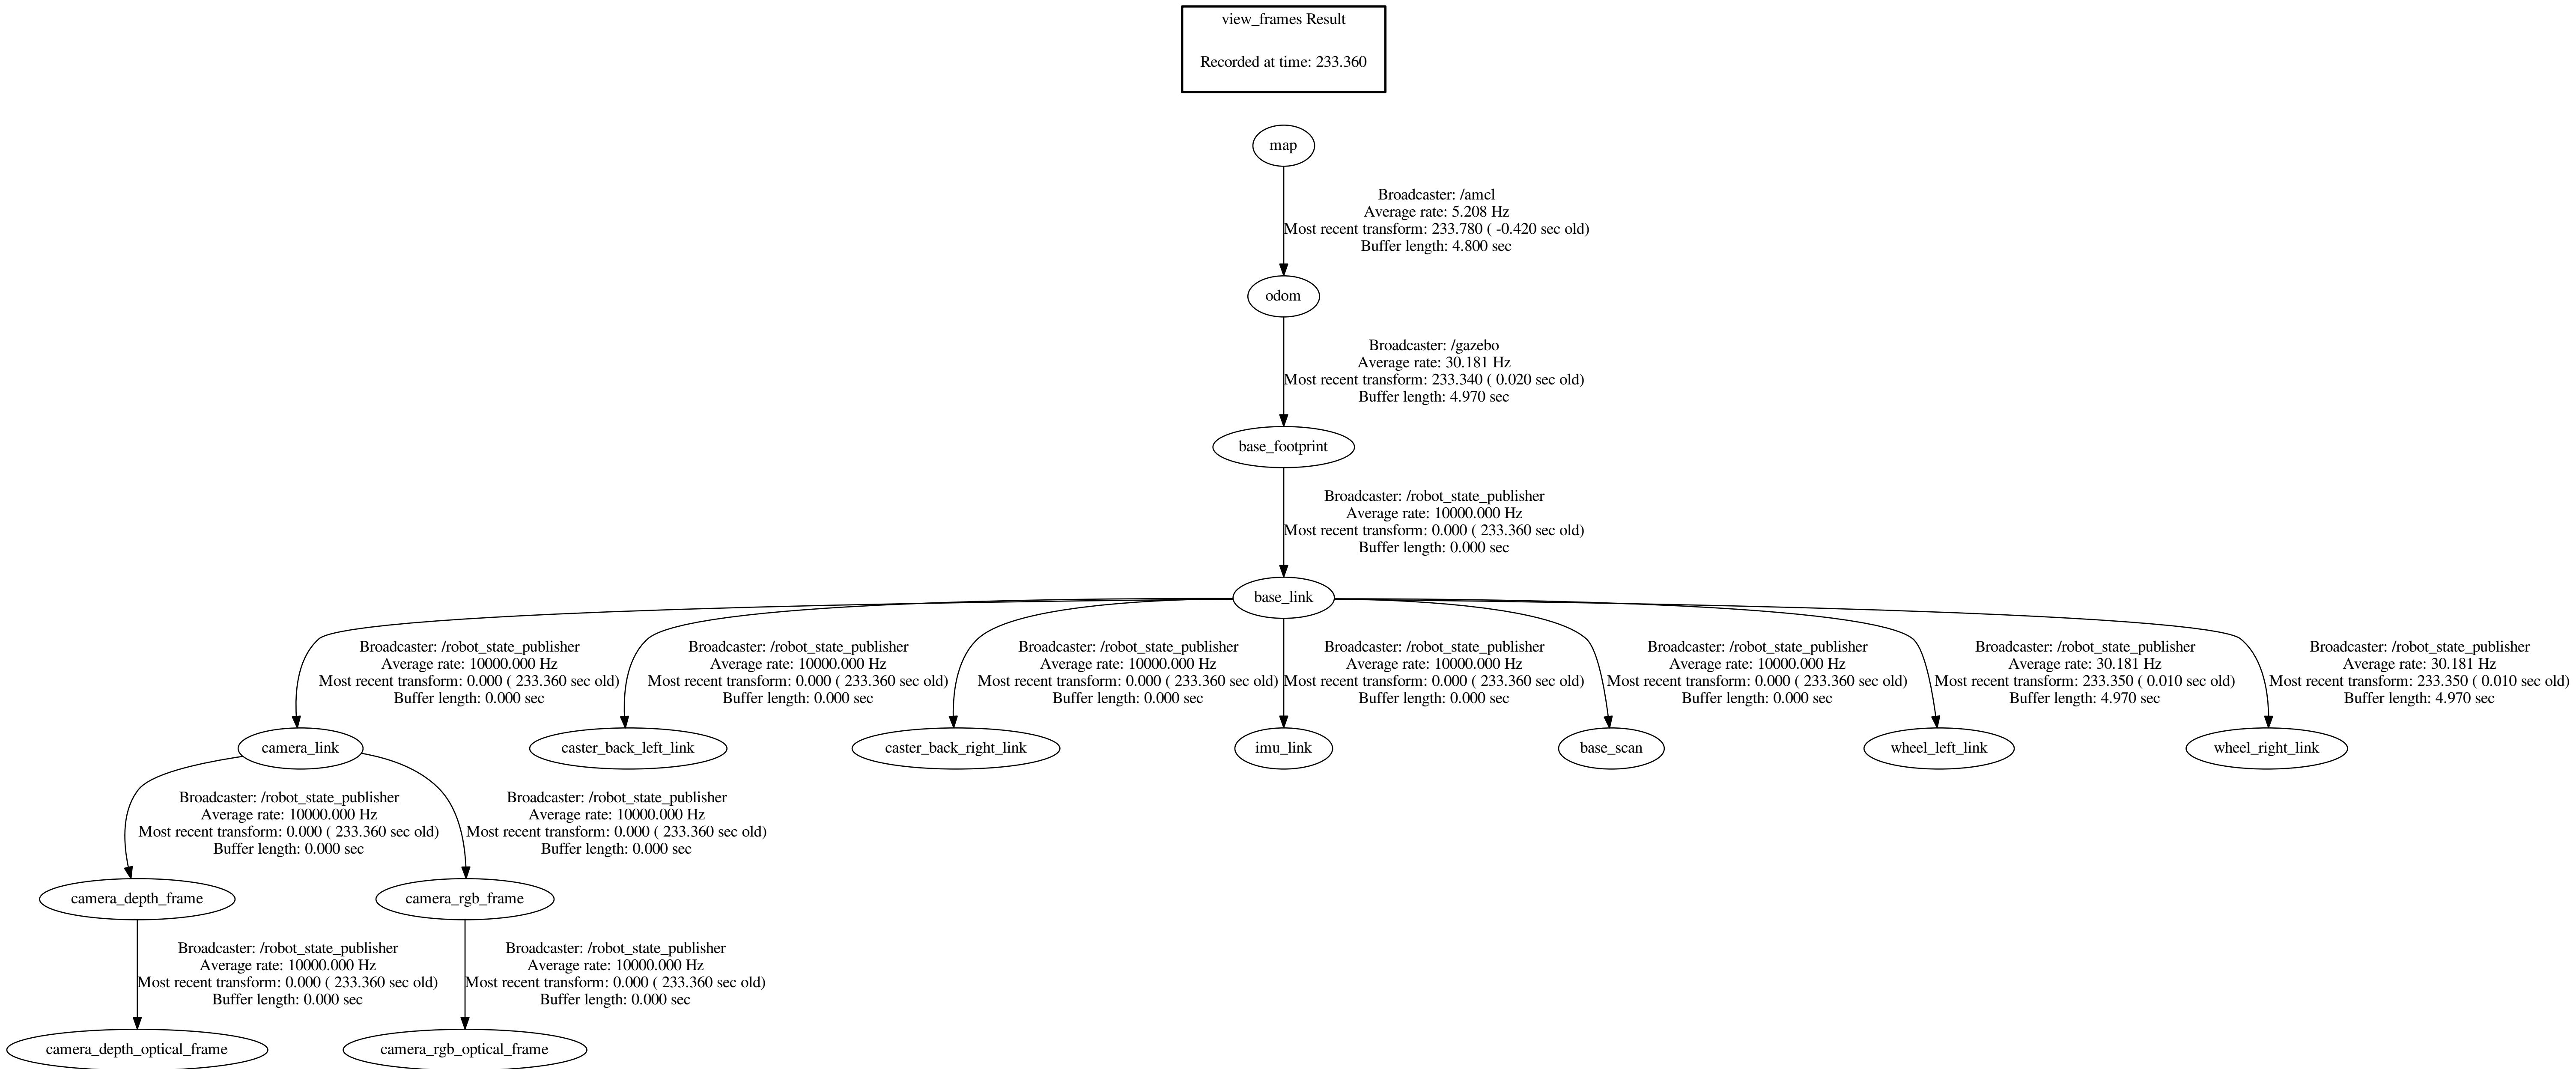 view_frames Result
Recorded at time: 233.360
map
Broadcaster: /amcl
Average rate: 5.208 Hz
Most recent transform: 233.780 ( -0.420 sec old)
Buffer length: 4.800 sec
odom
Broadcaster: /gazebo
Average rate: 30.181 Hz
Most recent transform: 233.340 ( 0.020 sec old)
Buffer length: 4.970 sec
base_footprint
Broadcaster: /robot_state_publisher
Average rate: 10000.000 Hz
Most recent transform: 0.000 ( 233.360 sec old)
Buffer length: 0.000 sec
base_link
Broadcaster: /robot_state_publisher
Average rate: 10000.000 Hz
Most recent transform: 0.000 ( 233.360 sec old)
Buffer length: 0.000 sec
Broadcaster: /robot_state_publisher
Average rate: 10000.000 Hz
Most recent transform: 0.000 ( 233.360 sec old)
Buffer length: 0.000 sec
Broadcaster: /robot_state_publisher
Average rate: 10000.000 Hz
Most recent transform: 0.000 ( 233.360 sec old)
Buffer length: 0.000 sec
Broadcaster: /robot_state_publisher
Average rate: 10000.000 Hz
Most recent transform: 0.000 ( 233.360 sec old)
Buffer length: 0.000 sec
Broadcaster: /robot_state_publisher
Average rate: 10000.000 Hz
Most recent transform: 0.000 ( 233.360 sec old)
Buffer length: 0.000 sec
Broadcaster: /robot_state_publisher
Average rate: 30.181 Hz
Most recent transform: 233.350 ( 0.010 sec old)
Buffer length: 4.970 sec
Broadcaster: /robot_state_publisher
Average rate: 30.181 Hz
Most recent transform: 233.350 ( 0.010 sec old)
Buffer length: 4.970 sec
camera_link
caster_back_left_link
caster_back_right_link
imu_link
base_scan
wheel_left_link
wheel_right_link
Broadcaster: /robot_state_publisher
Average rate: 10000.000 Hz
Most recent transform: 0.000 ( 233.360 sec old)
Buffer length: 0.000 sec
Broadcaster: /robot_state_publisher
Average rate: 10000.000 Hz
Most recent transform: 0.000 ( 233.360 sec old)
Buffer length: 0.000 sec
camera_depth_frame
camera_rgb_frame
Broadcaster: /robot_state_publisher
Average rate: 10000.000 Hz
Most recent transform: 0.000 ( 233.360 sec old)
Buffer length: 0.000 sec
Broadcaster: /robot_state_publisher
Average rate: 10000.000 Hz
Most recent transform: 0.000 ( 233.360 sec old)
Buffer length: 0.000 sec
camera_depth_optical_frame
camera_rgb_optical_frame